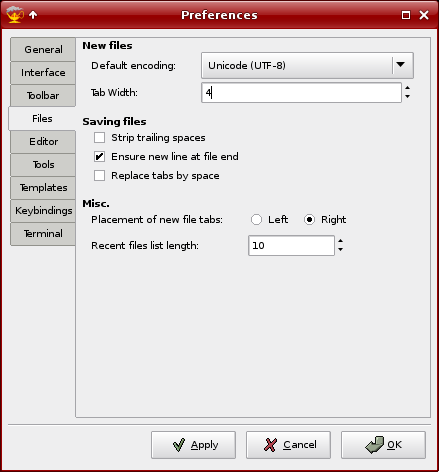 Preferences
General
Interface
Toolbar
Files
Editor
Tools
Templates
Keybindings
Terminal
New files
Default encoding: Unicode (UTF-8)
Tab Width: 4
Saving files
Strip trailing spaces
Ensure new line at file end
Replace tabs by space
Misc.
Placement of new file tabs: Left Right
Recent files list length: 10
Apply Cancel OK